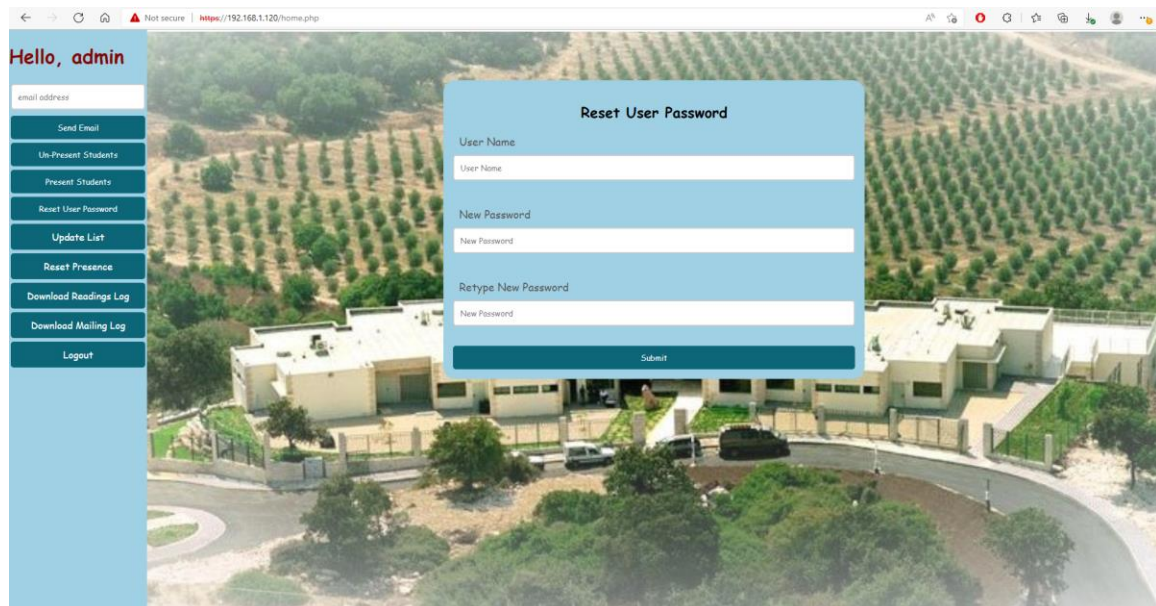 Not secure
https://192.168.1.120/home.php
Hello, admin
email address
Send Email
Un-Present Students
Present Students
Reset User Password
Update List
Reset Presence
Download Readings Log
Download Mailing Log
Logout
Reset User Password
User Name
User Name
New Password
New Password
Retype New Password
New Password
Submit